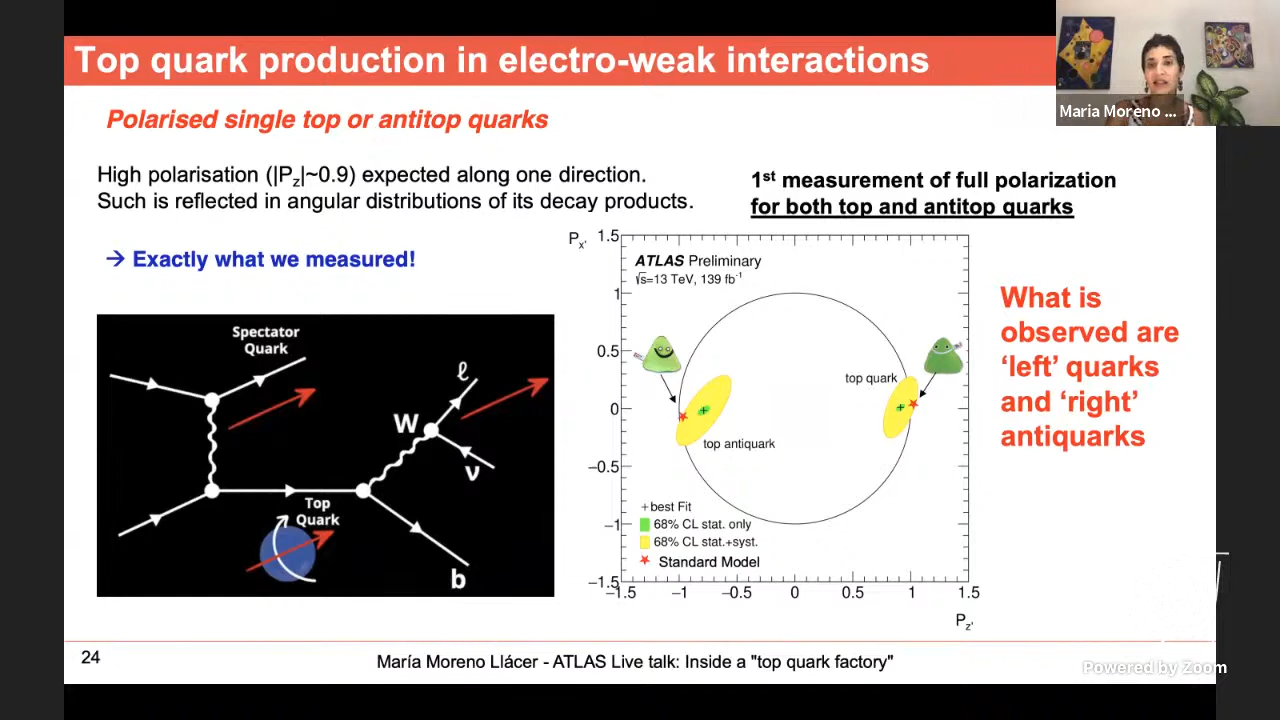 Top quark production in electro-weak interactions
Maria Moreno ...
Polarised single top or antitop quarks
High polarisation (|Pz|~0.9) expected along one direction.
Such is reflected in angular distributions of its decay products.
→ Exactly what we measured!
Spectator
Quark
ℓ
W
ν
Top
Quark
b
1st measurement of full polarization
for both top and antitop quarks
Px'
1.5
1
0.5
0
−0.5
−1
−1.5
ATLAS Preliminary
√s=13 TeV, 139 fb-1
top quark
top antiquark
+ best Fit
68% CL stat. only
68% CL stat.+syst.
Standard Model
−1.5 −1 −0.5 0 0.5 1 1.5
Pz'
What is
observed are
‘left’ quarks
and ‘right’
antiquarks
24
María Moreno Llácer - ATLAS Live talk: Inside a "top quark factory"
Powered by Zoom